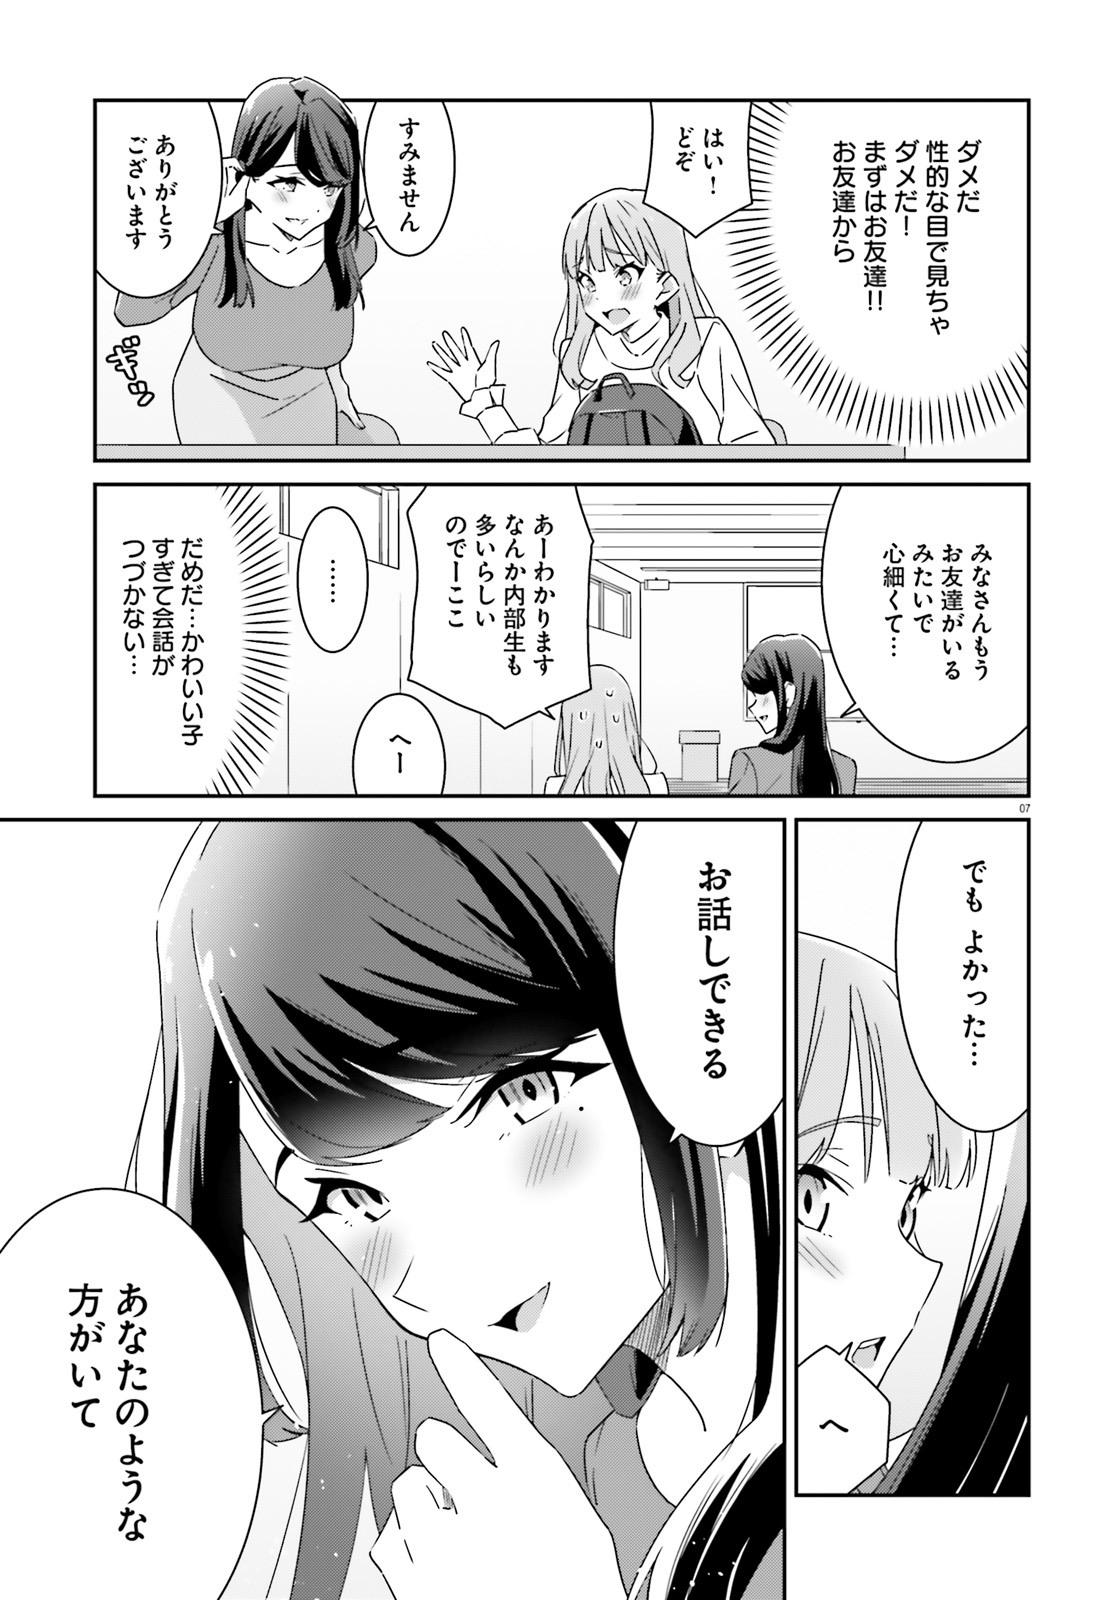 ダメだ
性的な目で見ちゃ
ダメだ！
まずはお友達!!
お友達から
はい！
どぞ
すみません
ありがとう
ございます
ギシッ
みなさんもう
お友達がいる
みたいで
心細くて…
あーわかります
なんか内部生も
多いらしい
のでーここ
へー
……
だめだ…かわいい子
すぎて会話が
つづかない…
07
でも よかった…
へ
お話しできる
あなたのような
方がいて